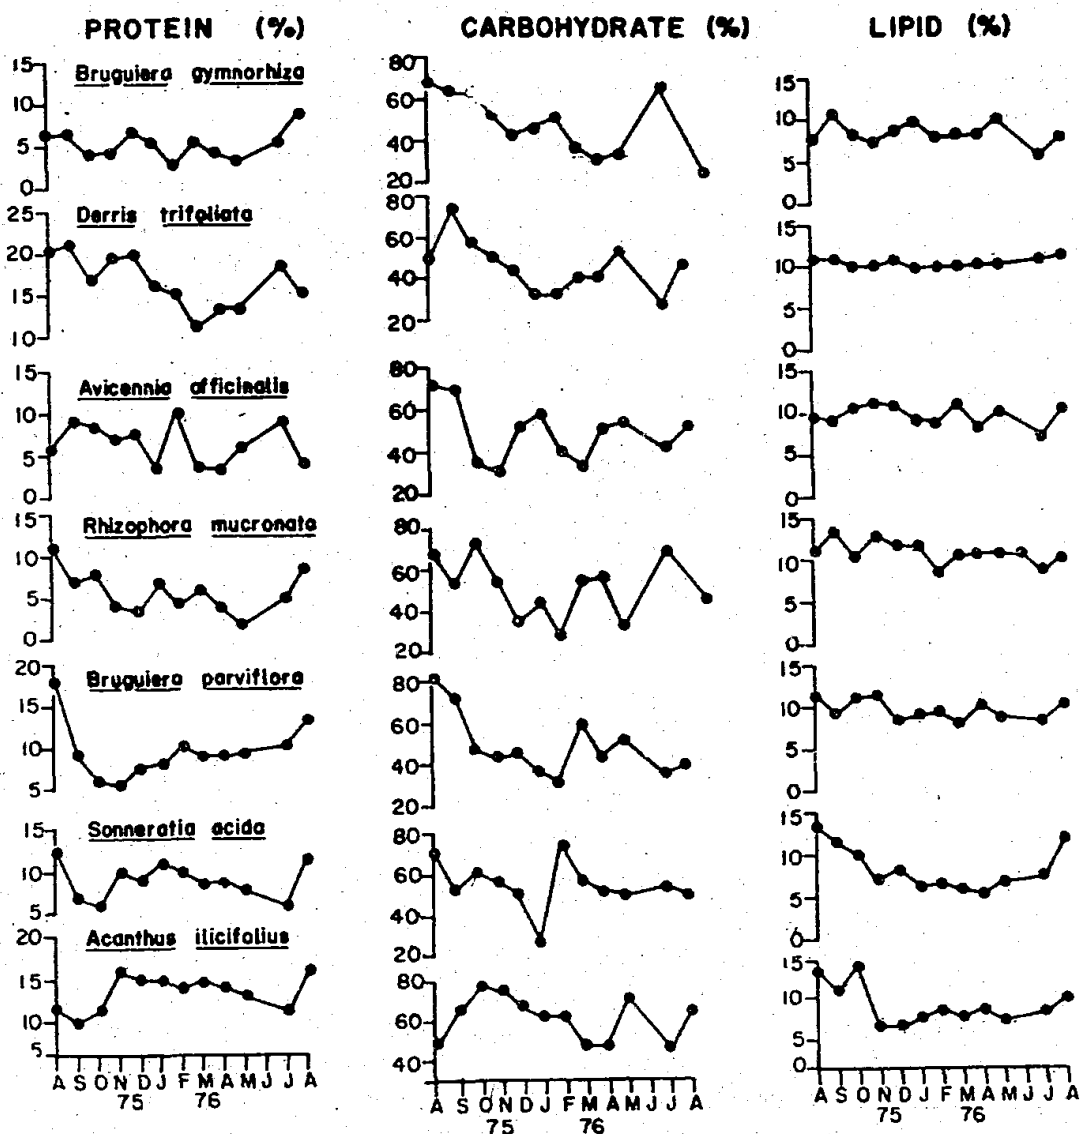 PROTEIN (%) CARBOHYDRATE (%) LIPID (%)
Bruguiera gymnorhiza
15 10 5 0
80 60 40 20
15 10 5 0
Derris trifoliata
25 20 15 10
80 60 40 20
15 10 5 0
Avicennia officinalis
15 10 5 0
80 60 40 20
15 10 5 0
Rhizophora mucronata
15 10 5 0
80 60 40 20
15 10 5 0
Bruguiera parviflora
20 15 10 5
80 60 40 20
15 10 5 0
Sonneratia acida
15 10 5
80 60 40 20
15 10 5 0
Acanthus ilicifolius
20 15 10 5
80 60 40
15 10 5 0
A S O N D J F M A M J J A
75 76
A S O N D J F M A M J J A
75 76
A S O N D J F M A M J J A
75 76